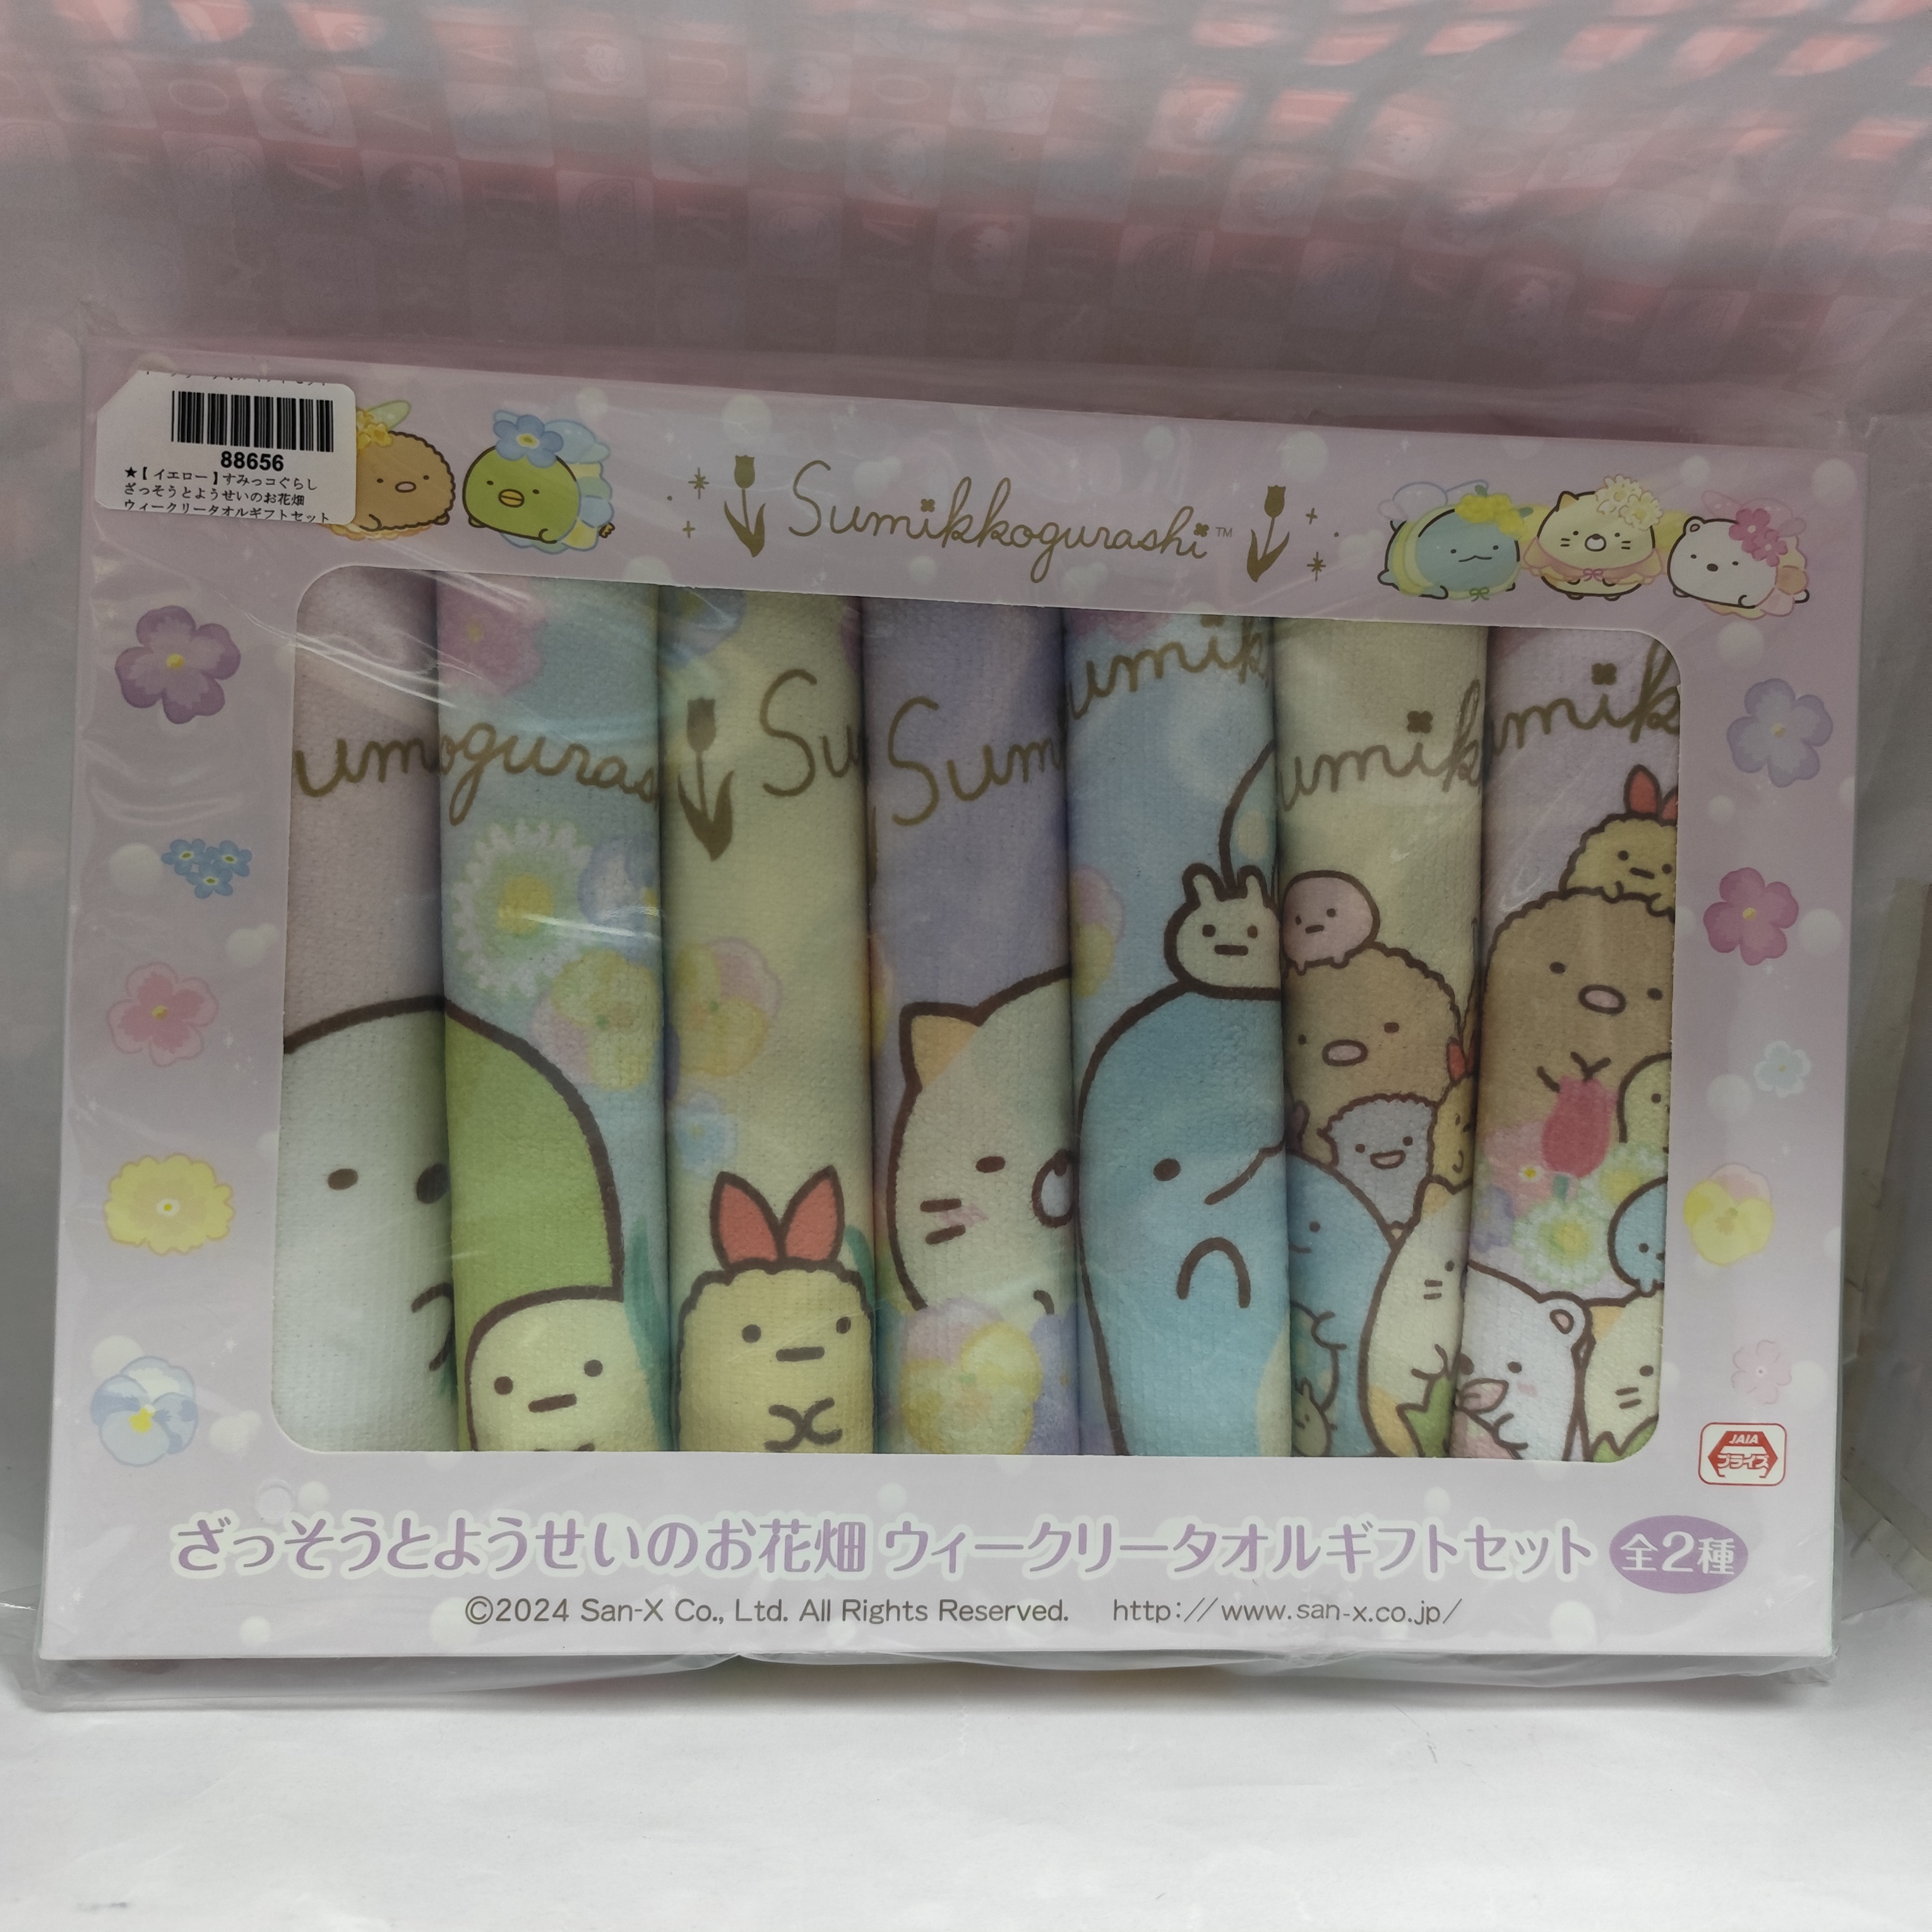 88656
★【イエロー】すみっコぐらし
ざっそうとようせいのお花畑
ウィークリータオルギフトセット
Sumikkogurashi™
um
oguras
Su
Sum
umik
umik
mik
JAIA
プライズ
ざっそうとようせいのお花畑 ウィークリータオルギフトセット 全2種
©2024 San-X Co., Ltd. All Rights Reserved. http://www.san-x.co.jp/